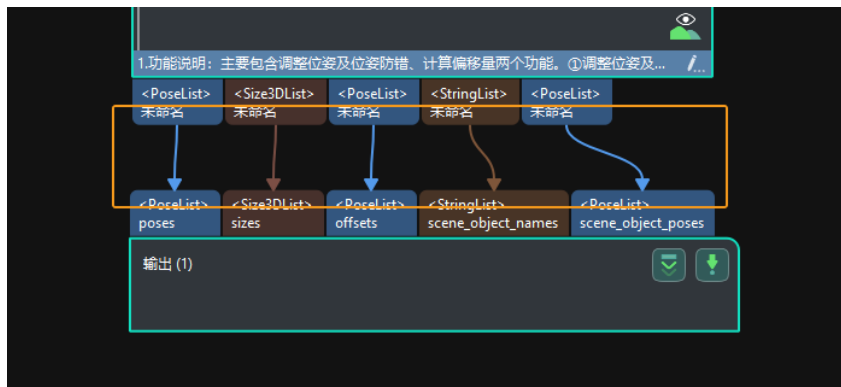 1.功能说明：主要包含调整位姿及位姿防错、计算偏移量两个功能。①调整位姿及...
<PoseList> <Size3DList> <PoseList> <StringList> <PoseList>
未命名 未命名 未命名 未命名 未命名
<PoseList> <Size3DList> <PoseList> <StringList> <PoseList>
poses sizes offsets scene_object_names scene_object_poses
输出 (1)